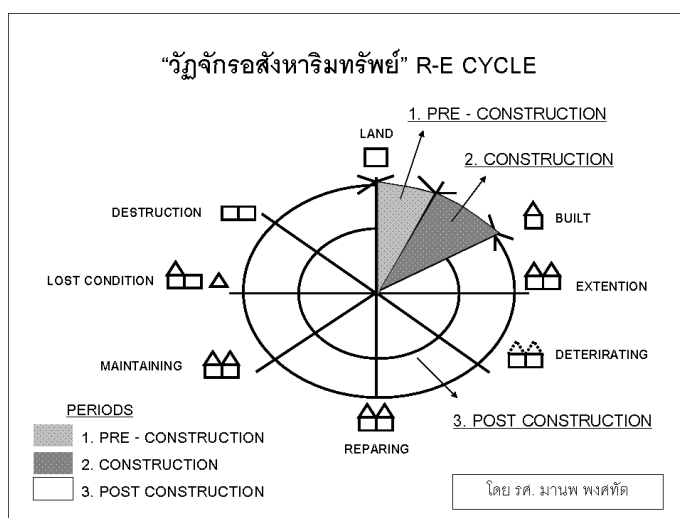 “วัฏจักรอสังหาริมทรัพย์” R-E CYCLE
1. PRE - CONSTRUCTION
LAND
2. CONSTRUCTION
DESTRUCTION
BUILT
LOST CONDITION
EXTENTION
MAINTAINING
DETERIRATING
PERIODS
3. POST CONSTRUCTION
1. PRE - CONSTRUCTION
REPARING
2. CONSTRUCTION
3. POST CONSTRUCTION
โดย รศ. มานพ พงศทัต